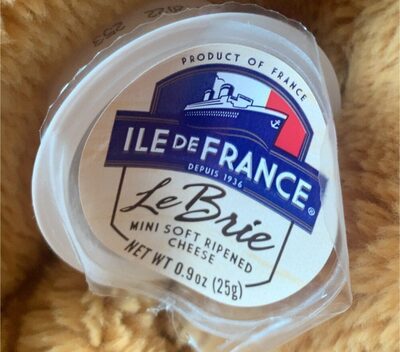 PRODUCT OF FRANCE
ILE DE FRANCE®
DEPUIS 1936
Le Brie
MINI SOFT RIPENED
CHEESE
NET WT 0.9oz (25g)